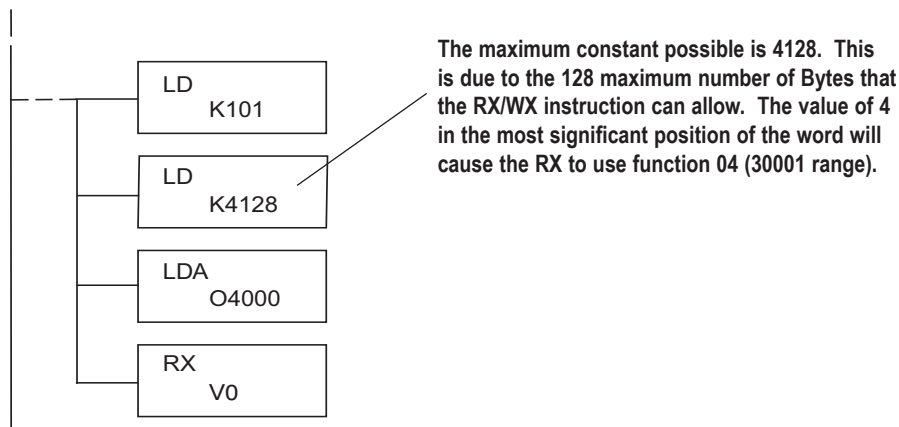 LD
K101
LD
K4128
LDA
O4000
RX
V0
The maximum constant possible is 4128. This
is due to the 128 maximum number of Bytes that
the RX/WX instruction can allow. The value of 4
in the most significant position of the word will
cause the RX to use function 04 (30001 range).